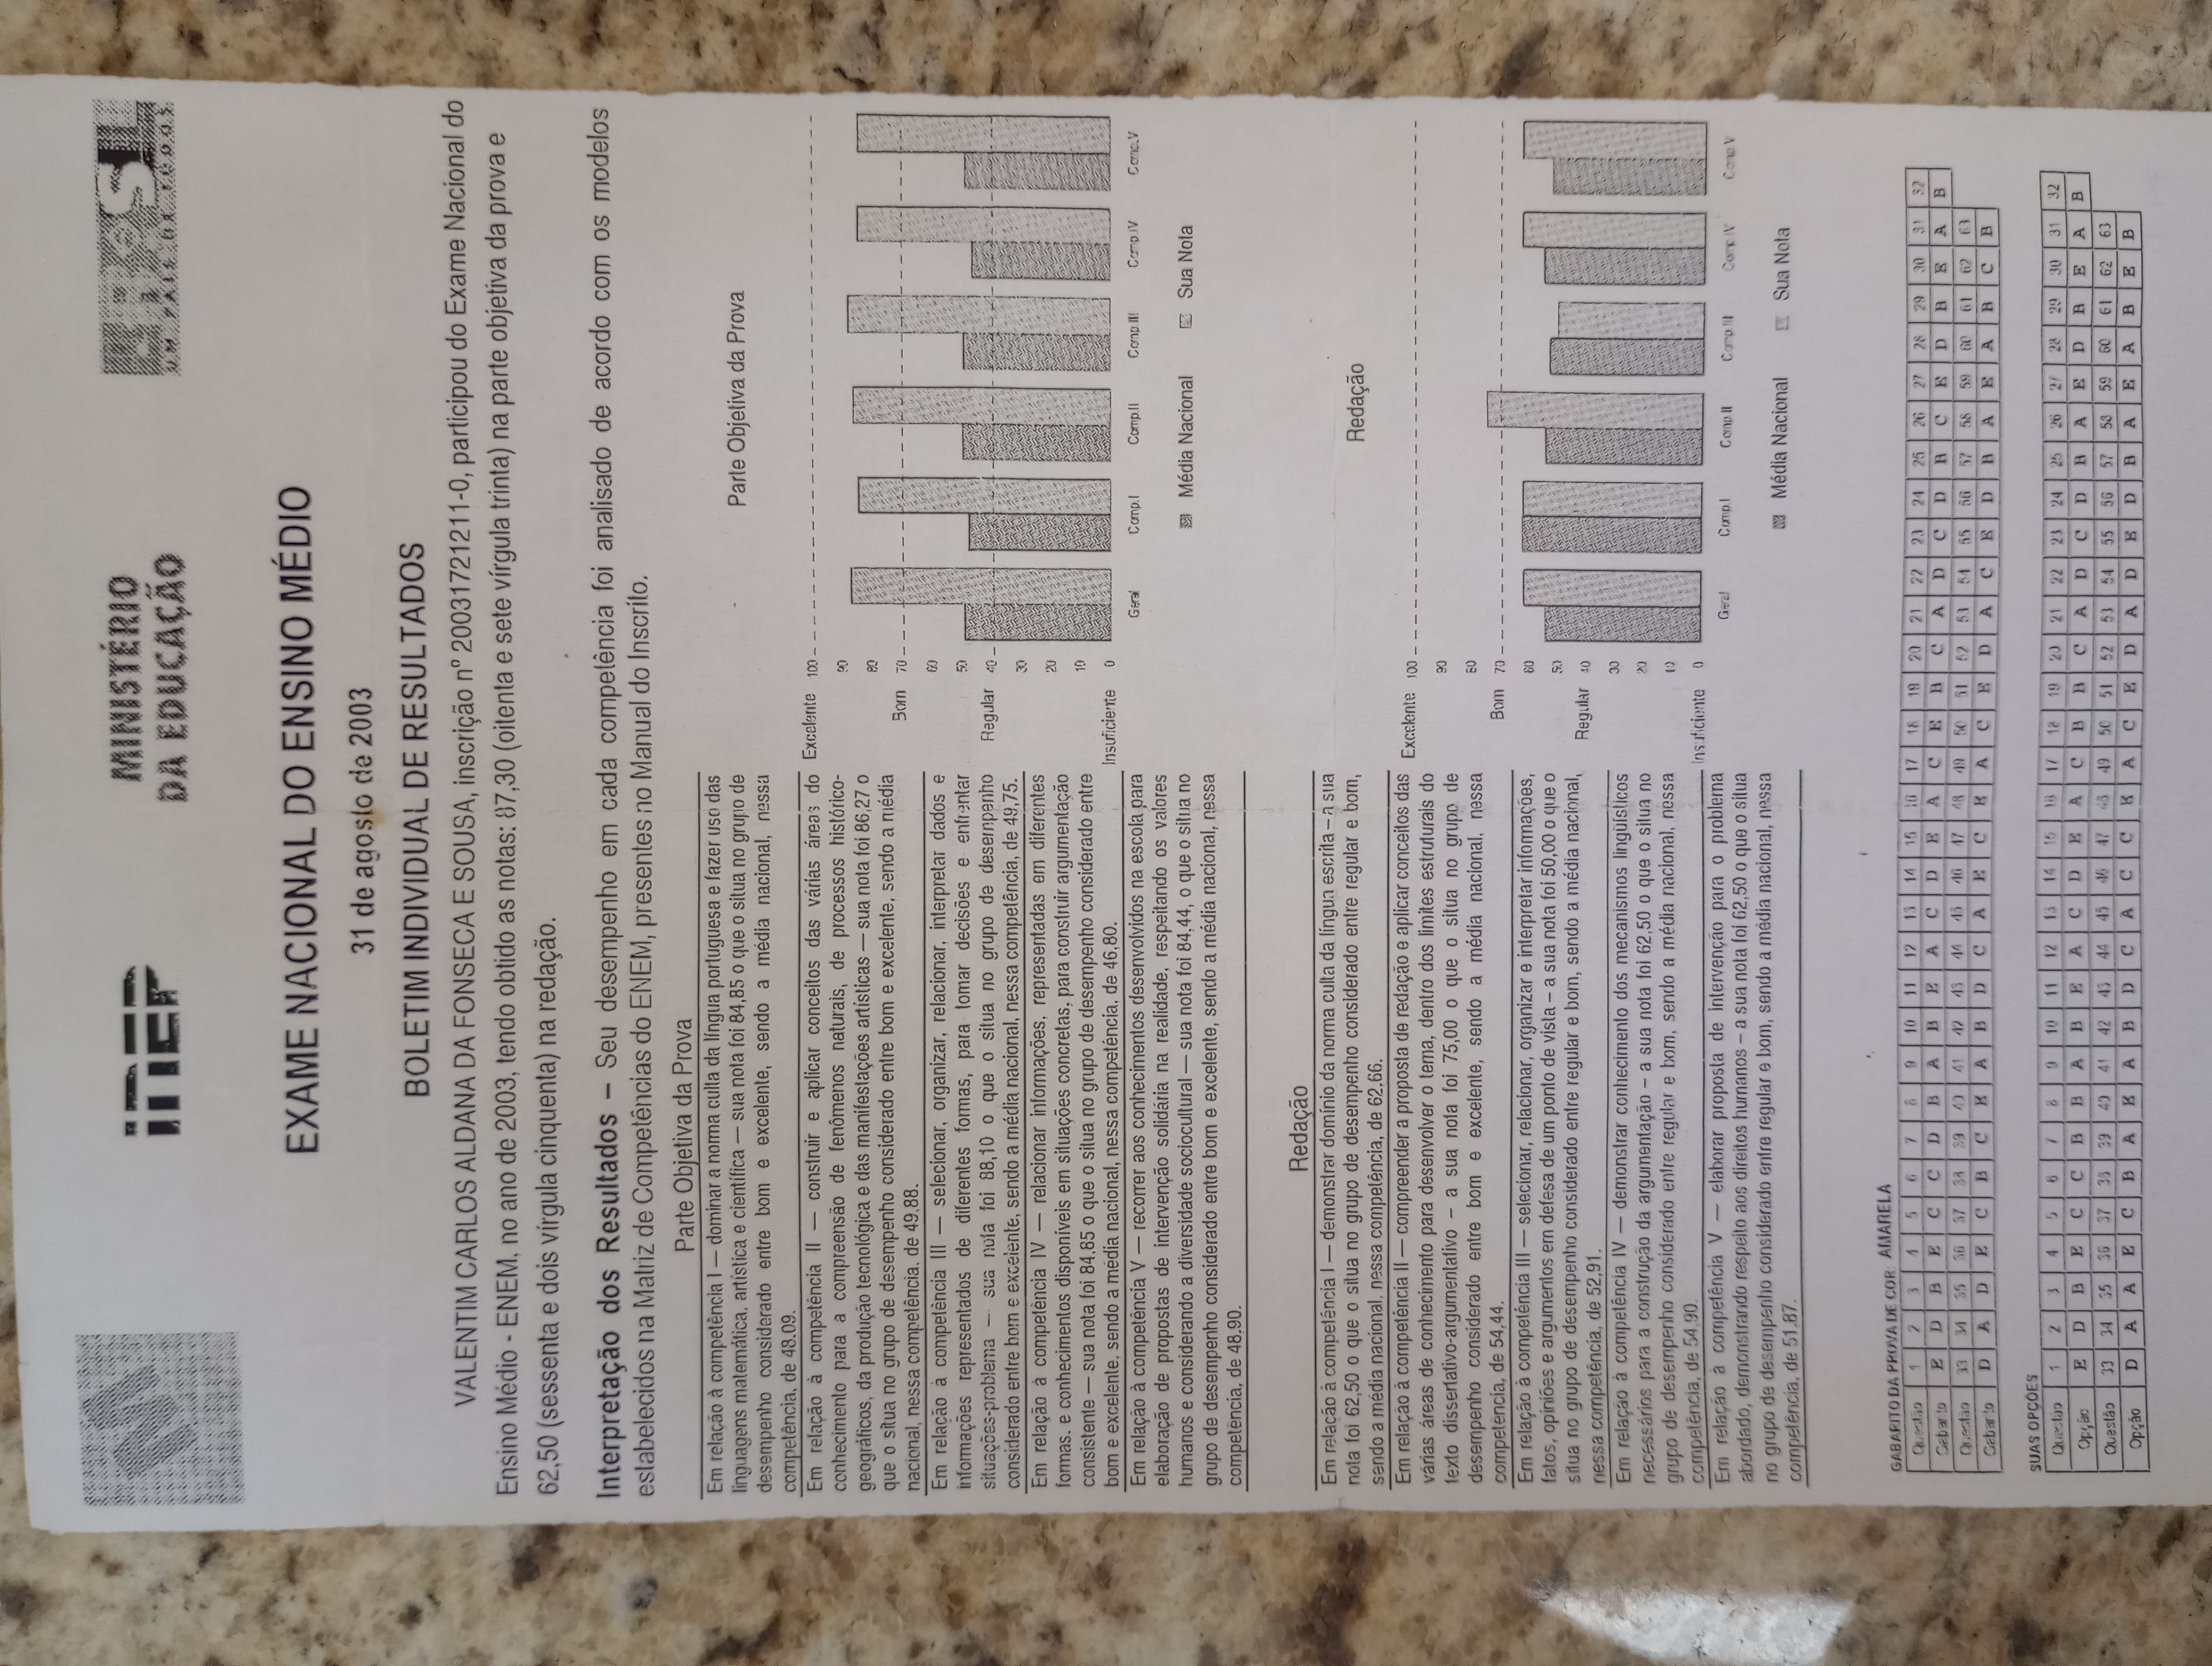 inep
MINISTÉRIO
DA EDUCAÇÃO
BRASIL
UM PAÍS DE TODOS
EXAME NACIONAL DO ENSINO MÉDIO
31 de agosto de 2003
BOLETIM INDIVIDUAL DE RESULTADOS
VALENTIM CARLOS ALDANA DA FONSECA E SOUSA, inscrição nº 20031721211-0, participou do Exame Nacional do
Ensino Médio - ENEM, no ano de 2003, tendo obtido as notas: 87,30 (oitenta e sete vírgula trinta) na parte objetiva da prova e
62,50 (sessenta e dois vírgula cinquenta) na redação.
Interpretação dos Resultados – Seu desempenho em cada competência foi analisado de acordo com os modelos
estabelecidos na Matriz de Competências do ENEM, presentes no Manual do Inscrito.
Parte Objetiva da Prova
Em relação à competência I — dominar a norma culta da língua portuguesa e fazer uso das
linguagens matemática, artística e científica — sua nota foi 84,85 o que o situa no grupo de
desempenho considerado entre bom e excelente, sendo a média nacional, nessa
competência, de 48.09.
Em relação à competência II — construir e aplicar conceitos das várias áreas do
conhecimento para a compreensão de fenômenos naturais, de processos histórico-
geográficos, da produção tecnológica e das manifestações artísticas — sua nota foi 86,27 o
que o situa no grupo de desempenho considerado entre bom e excelente, sendo a média
nacional, nessa competência, de 49,88.
Em relação à competência III — selecionar, organizar, relacionar, interpretar dados e
informações representados de diferentes formas, para tomar decisões e enfrentar
situações-problema — sua nota foi 88,10 o que o situa no grupo de desempenho
considerado entre bom e excelente, sendo a média nacional, nessa competência, de 49,75.
Em relação à competência IV — relacionar informações, representadas em diferentes
formas, e conhecimentos disponíveis em situações concretas, para construir argumentação
consistente — sua nota foi 84,85 o que o situa no grupo de desempenho considerado entre
bom e excelente, sendo a média nacional, nessa competência, de 46,80.
Em relação à competência V — recorrer aos conhecimentos desenvolvidos na escola para
elaboração de propostas de intervenção solidária na realidade, respeitando os valores
humanos e considerando a diversidade sociocultural — sua nota foi 84,44, o que o situa no
grupo de desempenho considerado entre bom e excelente, sendo a média nacional, nessa
competência, de 48.90.
Parte Objetiva da Prova
Excelente 100
90
80
Bom 70
60
50
Regular 40
30
20
10
Insuficiente 0
Geral Comp.I Comp.II Comp.III Comp.IV Comp.V
Média Nacional Sua Nota
Redação
Em relação à competência I — demonstrar domínio da norma culta da língua escrita – a sua
nota foi 62,50 o que o situa no grupo de desempenho considerado entre regular e bom,
sendo a média nacional, nessa competência, de 62.66.
Em relação à competência II — compreender a proposta de redação e aplicar conceitos das
várias áreas de conhecimento para desenvolver o tema, dentro dos limites estruturais do
texto dissertativo-argumentativo – a sua nota foi 75,00 o que o situa no grupo de
desempenho considerado entre bom e excelente, sendo a média nacional, nessa
competência, de 54,44.
Em relação à competência III — selecionar, relacionar, organizar e interpretar informações,
fatos, opiniões e argumentos em defesa de um ponto de vista – a sua nota foi 50,00 o que o
situa no grupo de desempenho considerado entre regular e bom, sendo a média nacional,
nessa competência, de 52,91.
Em relação à competência IV — demonstrar conhecimento dos mecanismos lingüísticos
necessários para a construção da argumentação – a sua nota foi 62,50 o que o situa no
grupo de desempenho considerado entre regular e bom, sendo a média nacional, nessa
competência, de 54,90.
Em relação à competência V — elaborar proposta de intervenção para o problema
abordado, demonstrando respeito aos direitos humanos – a sua nota foi 62,50 o que o situa
no grupo de desempenho considerado entre regular e bom, sendo a média nacional, nessa
competência, de 51.87.
Redação
Excelente 100
90
80
Bom 70
60
50
Regular 40
30
20
10
Insuficiente 0
Geral Comp.I Comp.II Comp.III Comp.IV Comp.V
Média Nacional Sua Nota
GABARITO DA PROVA DE COR: AMARELA
Questão 1 2 3 4 5 6 7 8 9 10 11 12 13 14 15 16 17 18 19 20 21 22 23 24 25 26 27 28 29 30 31 32
Gabarito E D B E C C D B A B E A C D E A C E B C A D C D B C E D B E A B
Questão 33 34 35 36 37 38 39 40 41 42 43 44 45 46 47 48 49 50 51 52 53 54 55 56 57 58 59 60 61 62 63
Gabarito D A D E C B C E A B D C A E C E A C E D A C E D B A E A B C B
SUAS OPÇÕES
Questão 1 2 3 4 5 6 7 8 9 10 11 12 13 14 15 16 17 18 19 20 21 22 23 24 25 26 27 28 29 30 31 32
Opção E D B E C C B B A B E A C D E A C B B C A D C D B A E D B E A B
Questão 33 34 35 36 37 38 39 40 41 42 43 44 45 46 47 48 49 50 51 52 53 54 55 56 57 58 59 60 61 62 63
Opção D A A E C B A E A B D C A C C E A C E D A D E D B A E A B E B